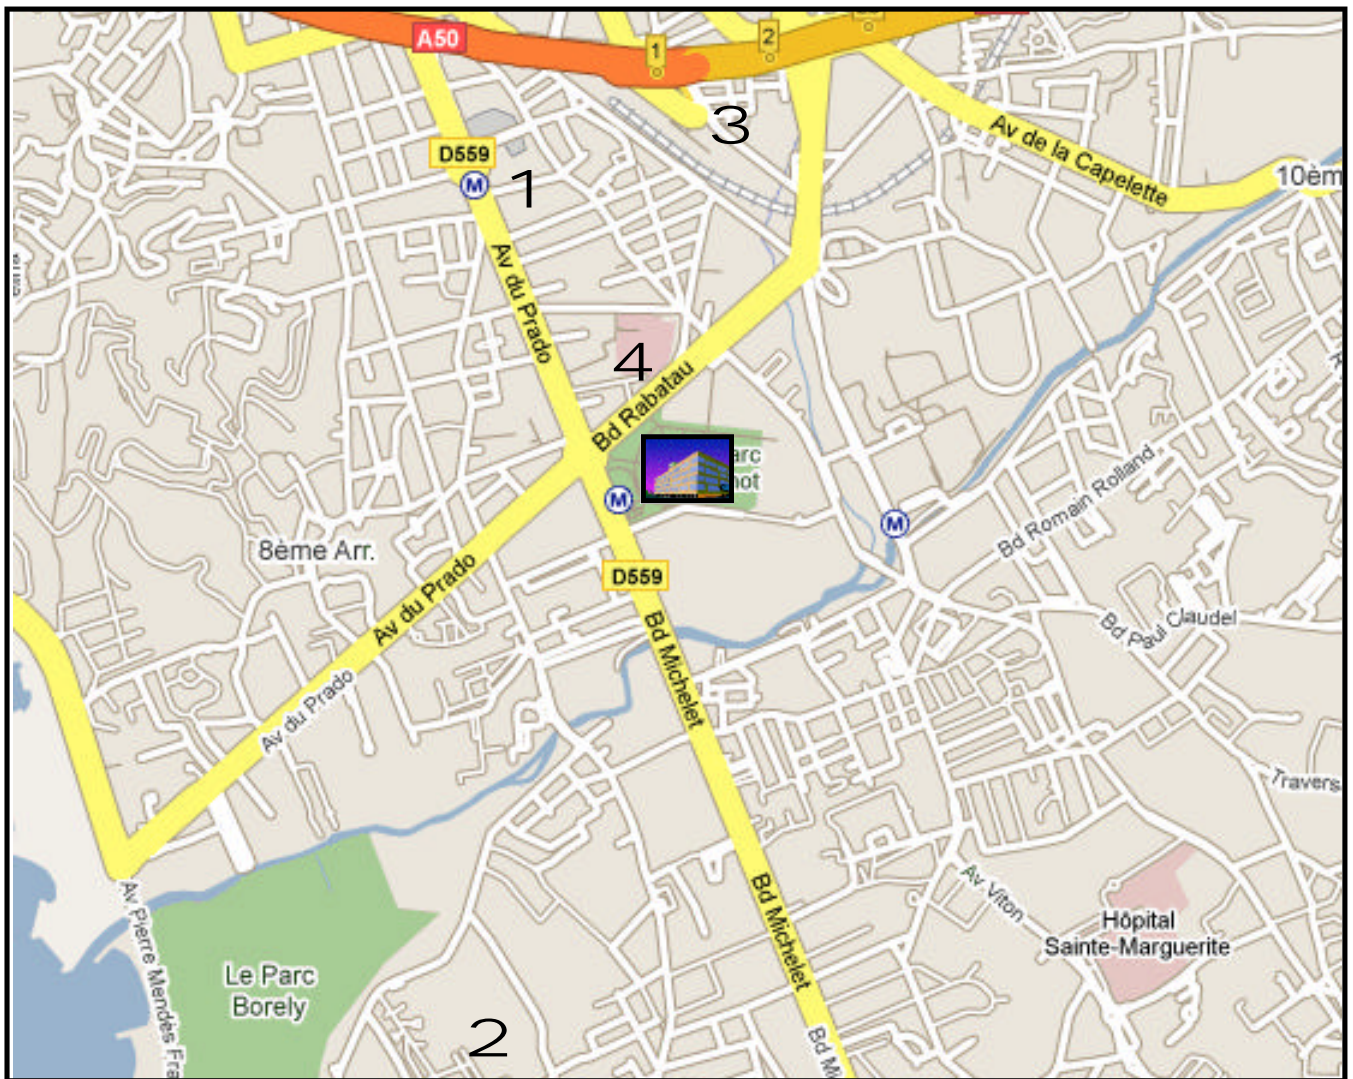 A50
1
2
3
D559
M
1
Av de la Capelette
10èm
Av du Prado
4
Bd Rabatau
arc
not
M
M
Bd Romain Rolland
8ème Arr.
Av du Prado
D559
Bd Michelet
Bd Paul Claudel
Av du Prado
Travers
Bd Michelet
Av Viton
Av Pierre Mendès Fra
Hôpital
Sainte-Marguerite
Le Parc
Borely
2
Bd Mi